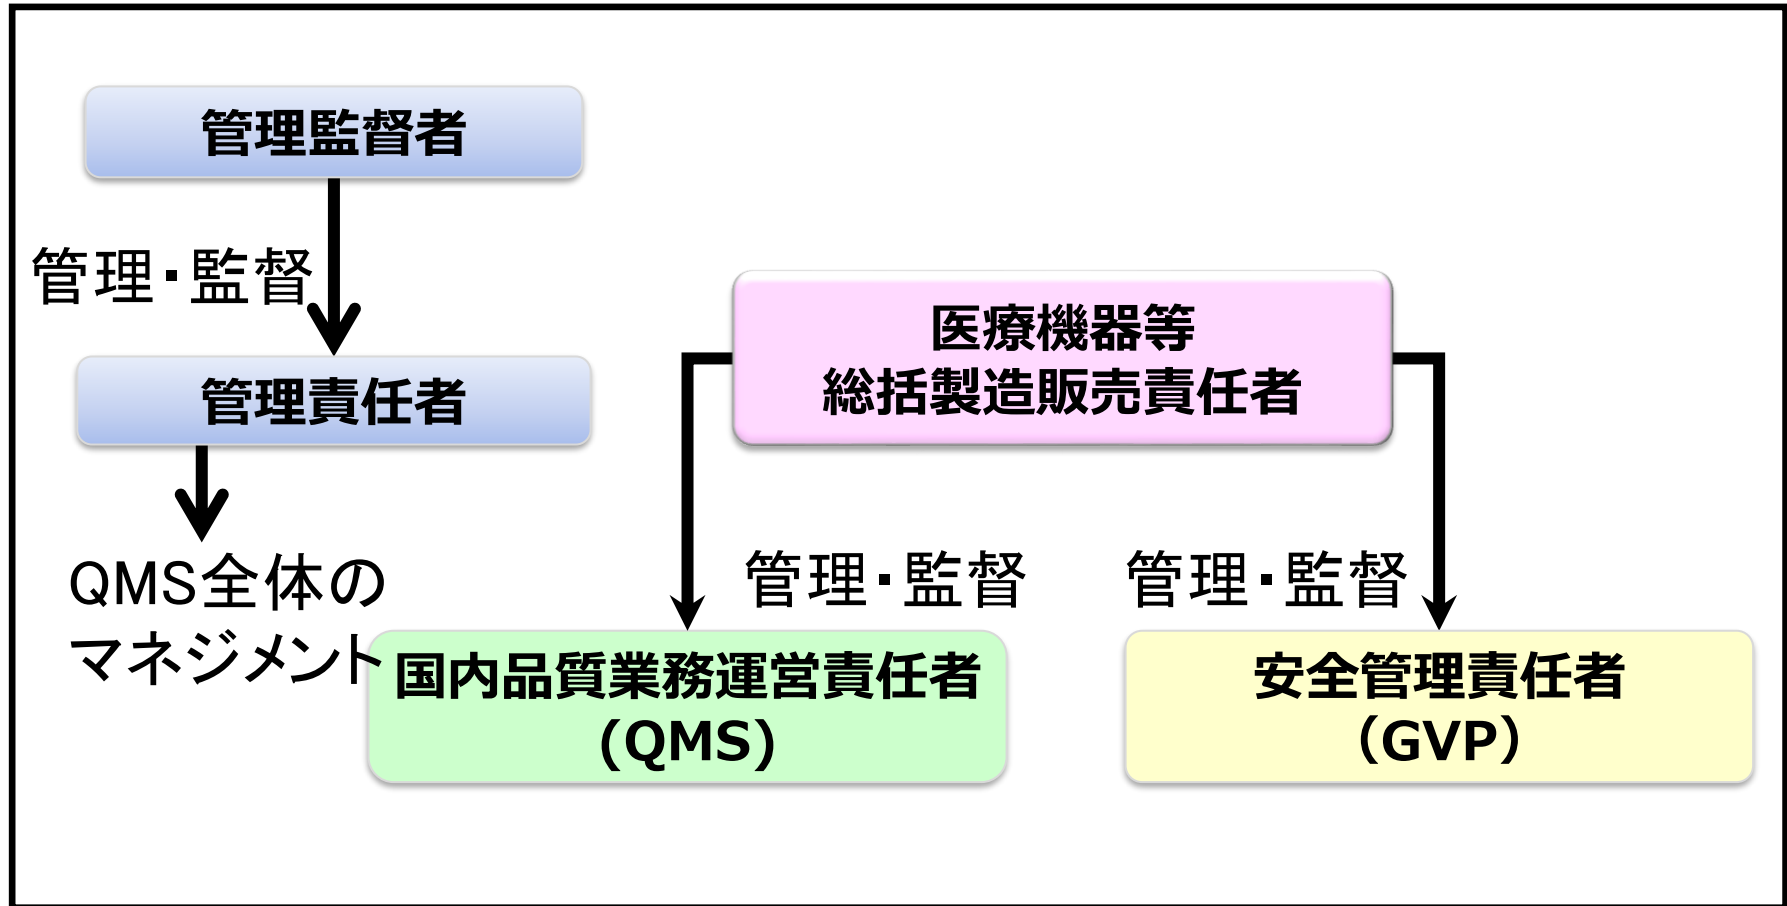 管理監督者
管理・監督
管理責任者
QMS全体の
マネジメント
医療機器等
総括製造販売責任者
管理・監督
管理・監督
国内品質業務運営責任者
(QMS)
安全管理責任者
（GVP）